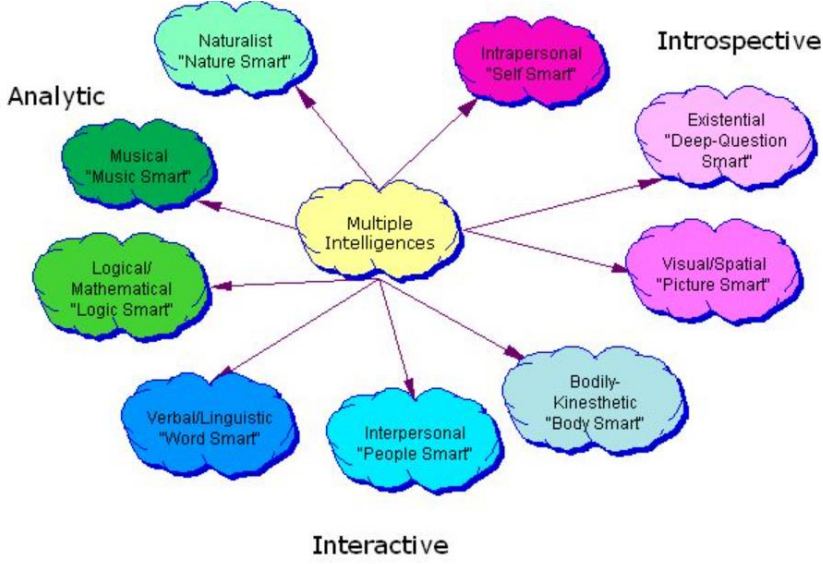 Naturalist
"Nature Smart"
Intrapersonal
"Self Smart"
Introspective
Analytic
Existential
"Deep-Question
Smart"
Musical
"Music Smart"
Multiple
Intelligences
Logical/
Mathematical
"Logic Smart"
Visual/Spatial
"Picture Smart"
Verbal/Linguistic
"Word Smart"
Interpersonal
"People Smart"
Bodily-
Kinesthetic
"Body Smart"
Interactive